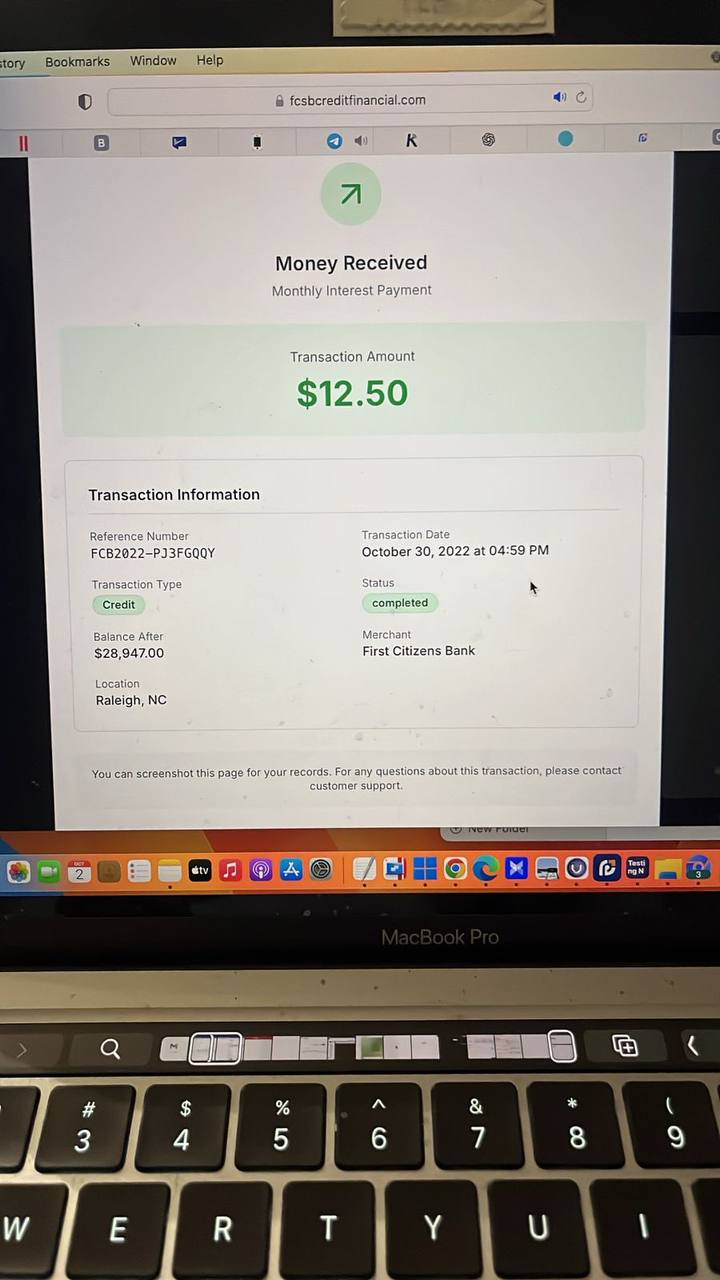 story Bookmarks Window Help
fcsbcreditfinancial.com
B
K
Money Received
Monthly Interest Payment
Transaction Amount
$12.50
Transaction Information
Reference Number
FCB2022-PJ3FGQQY
Transaction Date
October 30, 2022 at 04:59 PM
Transaction Type
Credit
Status
completed
Balance After
$28,947.00
Merchant
First Citizens Bank
Location
Raleigh, NC
You can screenshot this page for your records. For any questions about this transaction, please contact
customer support.
New Folder
OCT
2
tv
Testi
ng N
3
MacBook Pro
# $ % ^ & * (
3 4 5 6 7 8 9
W E R T Y U I